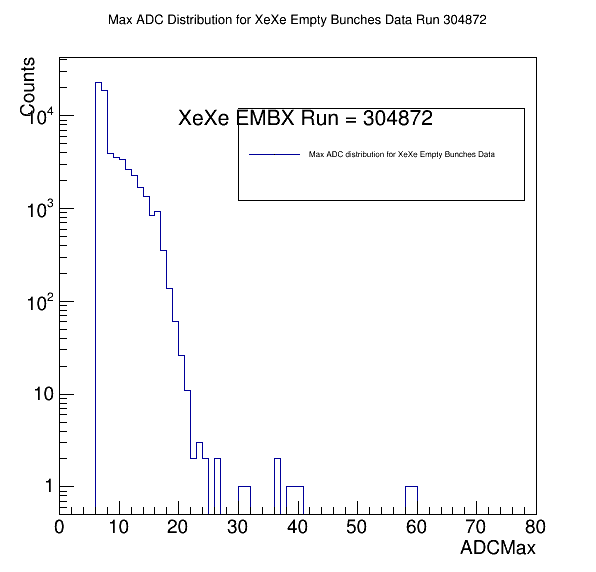 Max ADC Distribution for XeXe Empty Bunches Data Run 304872
Counts
XeXe EMBX Run = 304872
Max ADC distribution for XeXe Empty Bunches Data
10^4
10^3
10^2
10
1
0 10 20 30 40 50 60 70 80
ADCMax